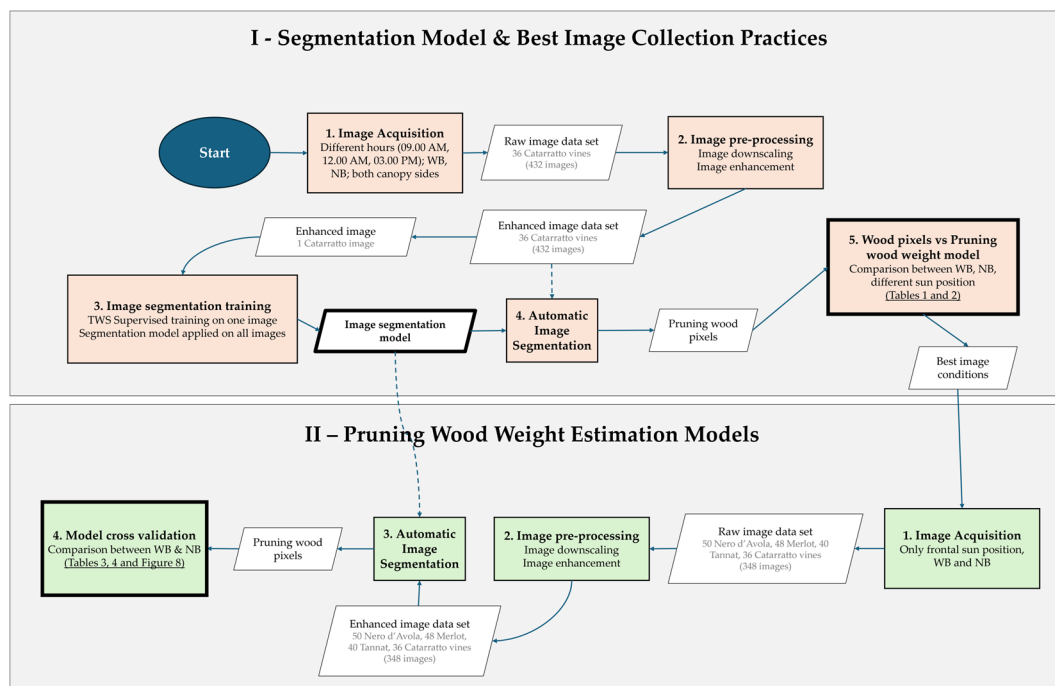 I - Segmentation Model & Best Image Collection Practices
Start
1. Image Acquisition
Different hours (09.00 AM,
12.00 AM, 03.00 PM); WB,
NB; both canopy sides
Raw image data set
36 Catarratto vines
(432 images)
2. Image pre-processing
Image downscaling
Image enhancement
Enhanced image
1 Catarratto image
Enhanced image data set
36 Catarratto vines
(432 images)
5. Wood pixels vs Pruning
wood weight model
Comparison between WB, NB,
different sun position
(Tables 1 and 2)
3. Image segmentation training
TWS Supervised training on one image
Segmentation model applied on all images
Image segmentation
model
4. Automatic
Image
Segmentation
Pruning wood
pixels
Best image
conditions
II – Pruning Wood Weight Estimation Models
4. Model cross validation
Comparison between WB & NB
(Tables 3, 4 and Figure 8)
Pruning wood
pixels
3. Automatic
Image
Segmentation
2. Image pre-processing
Image downscaling
Image enhancement
Raw image data set
50 Nero d'Avola, 48 Merlot, 40
Tannat, 36 Catarratto vines
(348 images)
1. Image Acquisition
Only frontal sun position,
WB and NB
Enhanced image data set
50 Nero d'Avola, 48 Merlot,
40 Tannat, 36 Catarratto vines
(348 images)